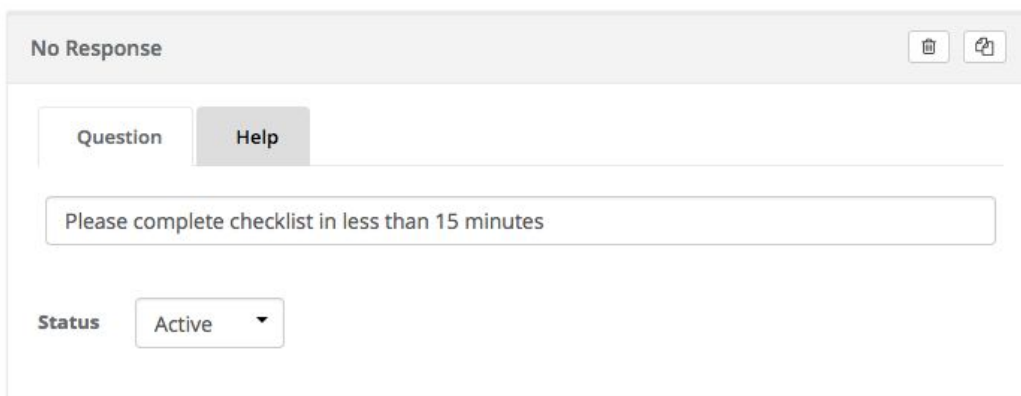 No Response
Question Help
Please complete checklist in less than 15 minutes
Status Active